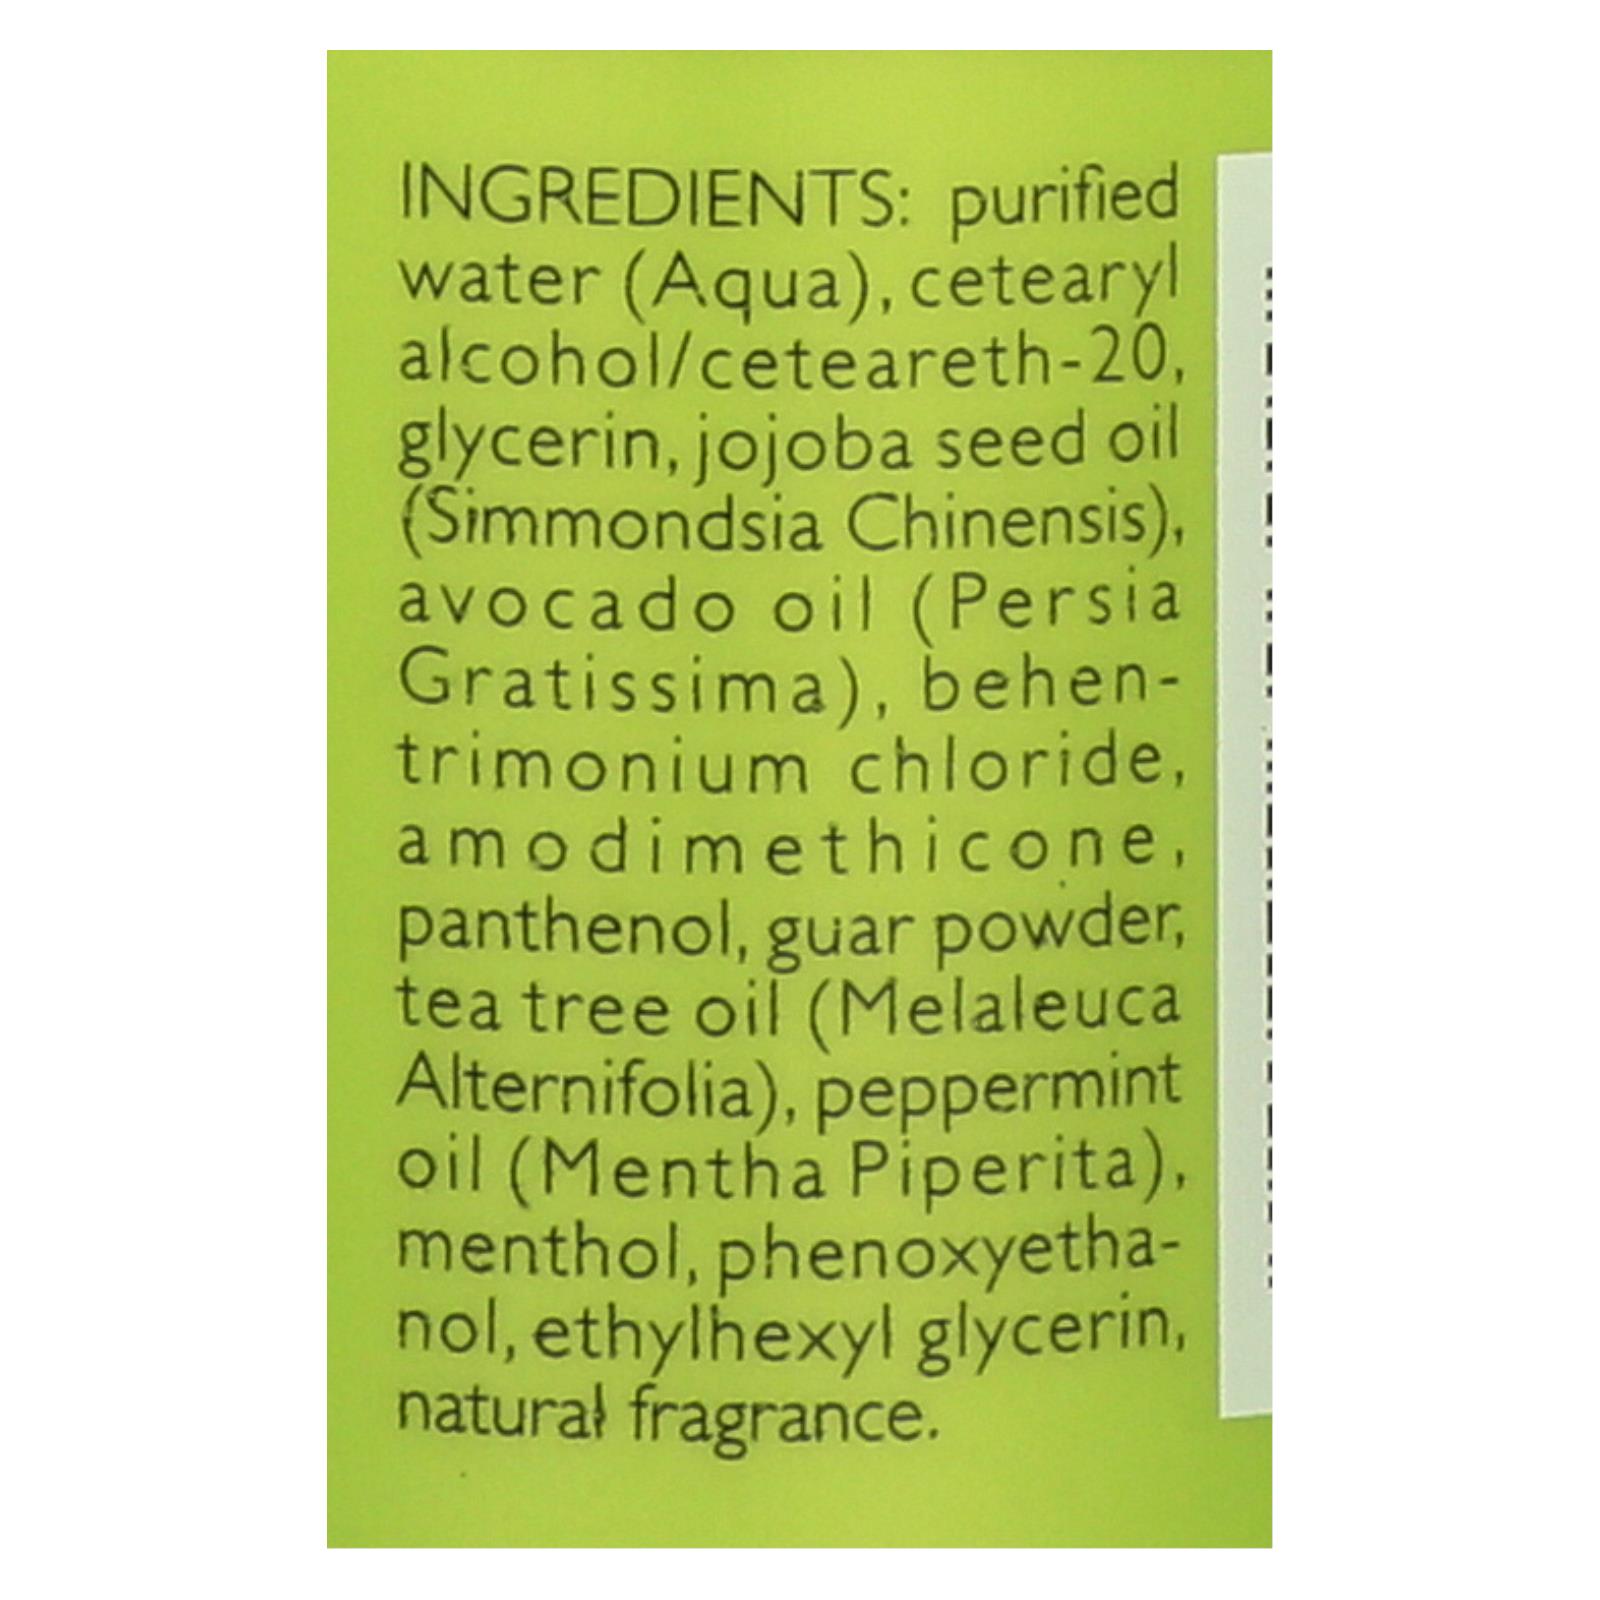 INGREDIENTS: purified
water (Aqua), cetearyl
alcohol/ceteareth-20,
glycerin, jojoba seed oil
(Simmondsia Chinensis),
avocado oil (Persia
Gratissima), behen-
trimonium chloride,
amodimethicone,
panthenol, guar powder,
tea tree oil (Melaleuca
Alternifolia), peppermint
oil (Mentha Piperita),
menthol, phenoxyetha-
nol, ethylhexyl glycerin,
natural fragrance.